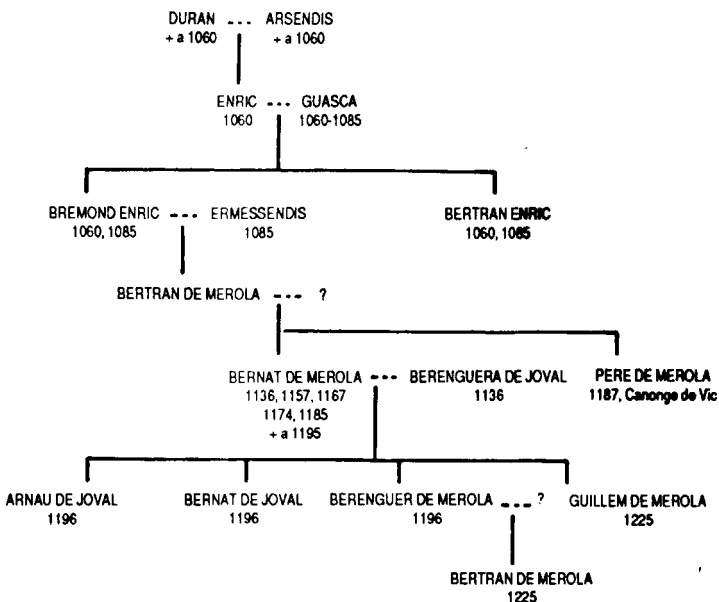 DURAN --- ARSENDIS
+ a 1060 + a 1060
ENRIC --- GUASCA
1060 1060-1085
BREMOND ENRIC --- ERMESSENDIS BERTRAN ENRIC
1060, 1085 1085 1060, 1085
BERTRAN DE MEROLA --- ?
BERNAT DE MEROLA --- BERENGUERA DE JOVAL PERE DE MEROLA
1136, 1157, 1167 1136 1187, Canonge de Vic
1174, 1185
+ a 1195
ARNAU DE JOVAL BERNAT DE JOVAL BERENGUER DE MEROLA --- ? GUILLEM DE MEROLA
1196 1196 1196 1225
BERTRAN DE MEROLA
1225